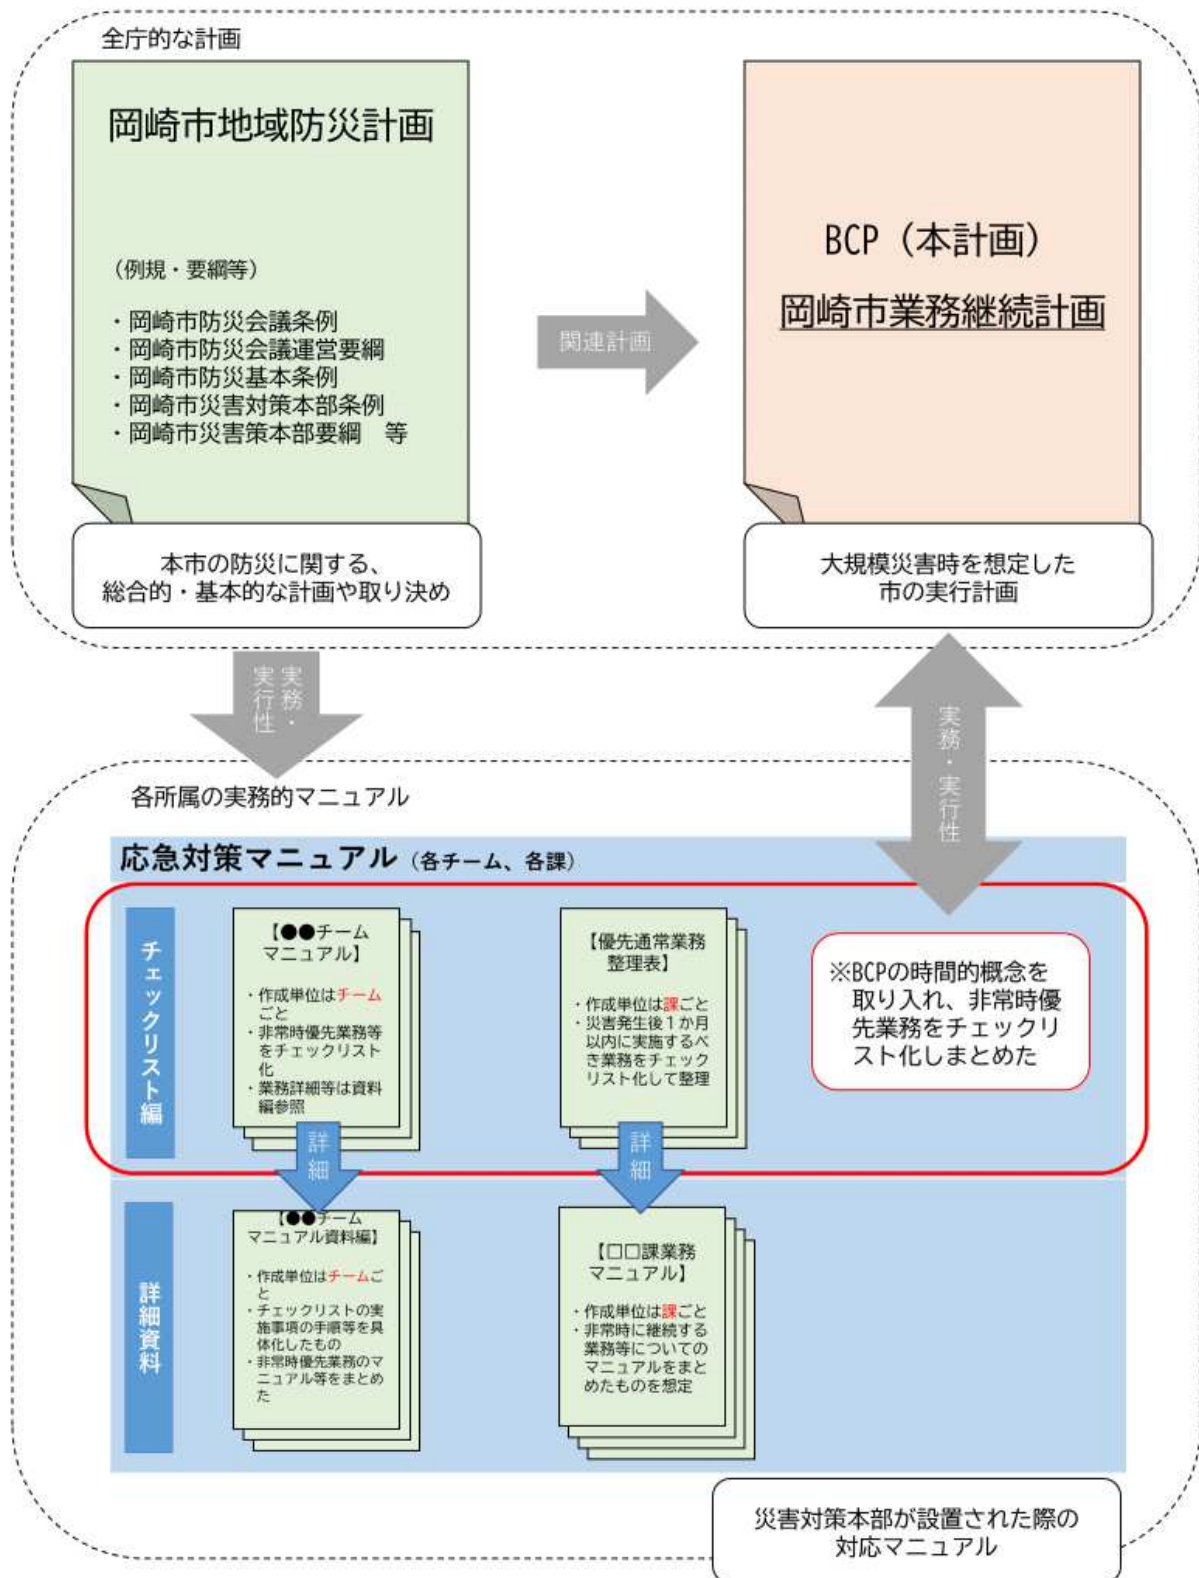 全庁的な計画
岡崎市地域防災計画
（例規・要綱等）
・岡崎市防災会議条例
・岡崎市防災会議運営要綱
・岡崎市防災基本条例
・岡崎市災害対策本部条例
・岡崎市災害策本部要綱　等
本市の防災に関する、
総合的・基本的な計画や取り決め
関連計画
BCP（本計画）
岡崎市業務継続計画
大規模災害時を想定した
市の実行計画
実務・
実行性
実務・実行性
各所属の実務的マニュアル
応急対策マニュアル（各チーム、各課）
チェックリスト編
【●●チーム
マニュアル】
・作成単位はチーム
ごと
・非常時優先業務等
をチェックリスト
化
・業務詳細等は資料
編参照
【優先通常業務
整理表】
・作成単位は課ごと
・災害発生後１か月
以内に実施するべ
き業務をチェック
リスト化して整理
※BCPの時間的概念を
取り入れ、非常時優
先業務をチェックリ
スト化しまとめた
詳細
詳細
詳細資料
【●●チーム
マニュアル資料編】
・作成単位はチームご
と
・チェックリストの実
施事項の手順等を具
体化したもの
・非常時優先業務のマ
ニュアル等をまとめ
た
【□□課業務
マニュアル】
・作成単位は課ごと
・非常時に継続する
業務等についての
マニュアルをまと
めたものを想定
災害対策本部が設置された際の
対応マニュアル